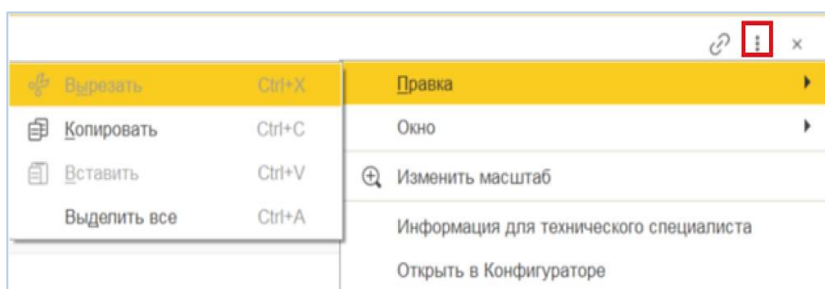 Вырезать Ctrl+X
Копировать Ctrl+C
Вставить Ctrl+V
Выделить все Ctrl+A
Правка
Окно
Изменить масштаб
Информация для технического специалиста
Открыть в Конфигураторе